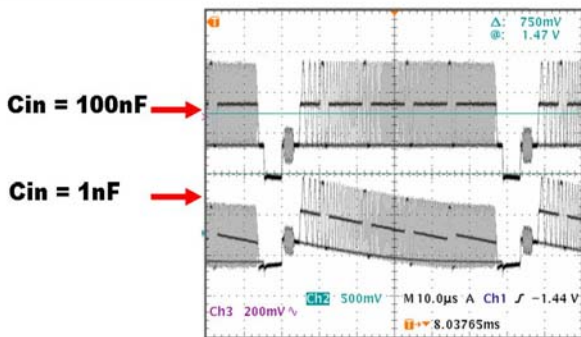 T
Δ: 750mV
@: 1.47 V
Cin = 100nF
Cin = 1nF
Ch2 500mV M 10.0µs A Ch1 ∫ -1.44 V
Ch3 200mV∿
T→▼ 8.03765ms